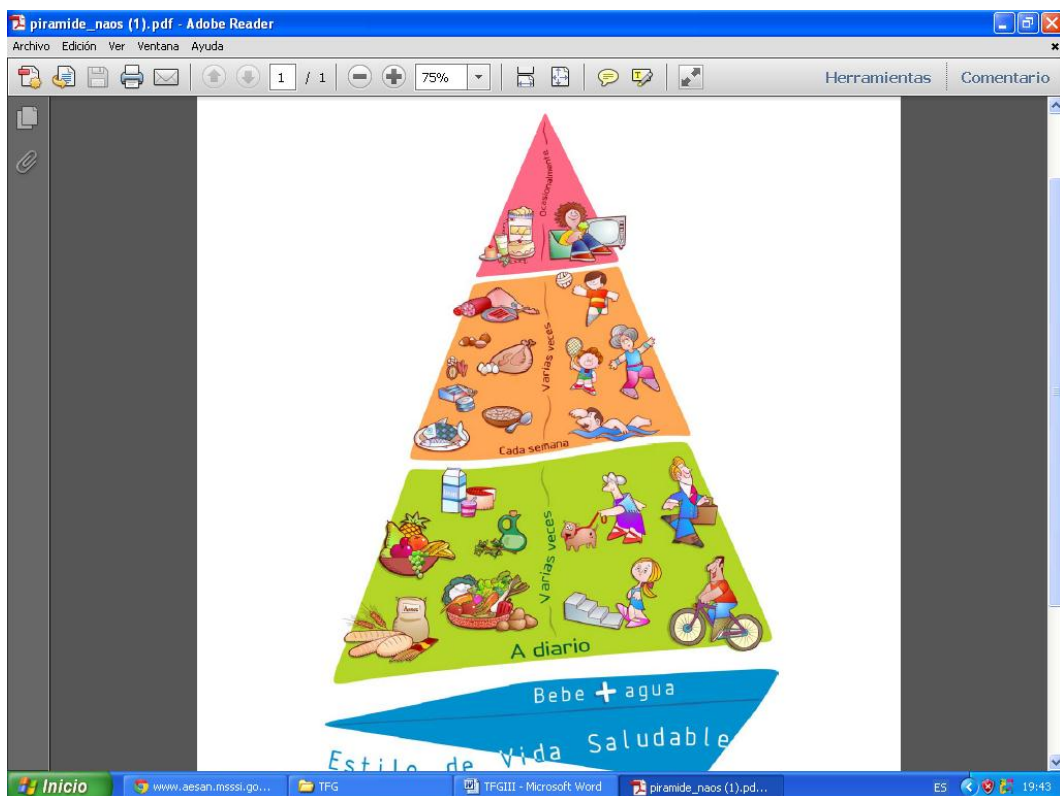 piramide_naos (1).pdf - Adobe Reader
Archivo Edición Ver Ventana Ayuda
1 / 1 75% Herramientas Comentario
Ocasionalmente
Varias veces
Cada semana
Varias veces
A diario
Bebe + agua
Estilo de Vida Saludable
Inicio www.aesan.msssi.go... TFG TFGIII - Microsoft Word piramide_naos (1).pd... ES 19:43